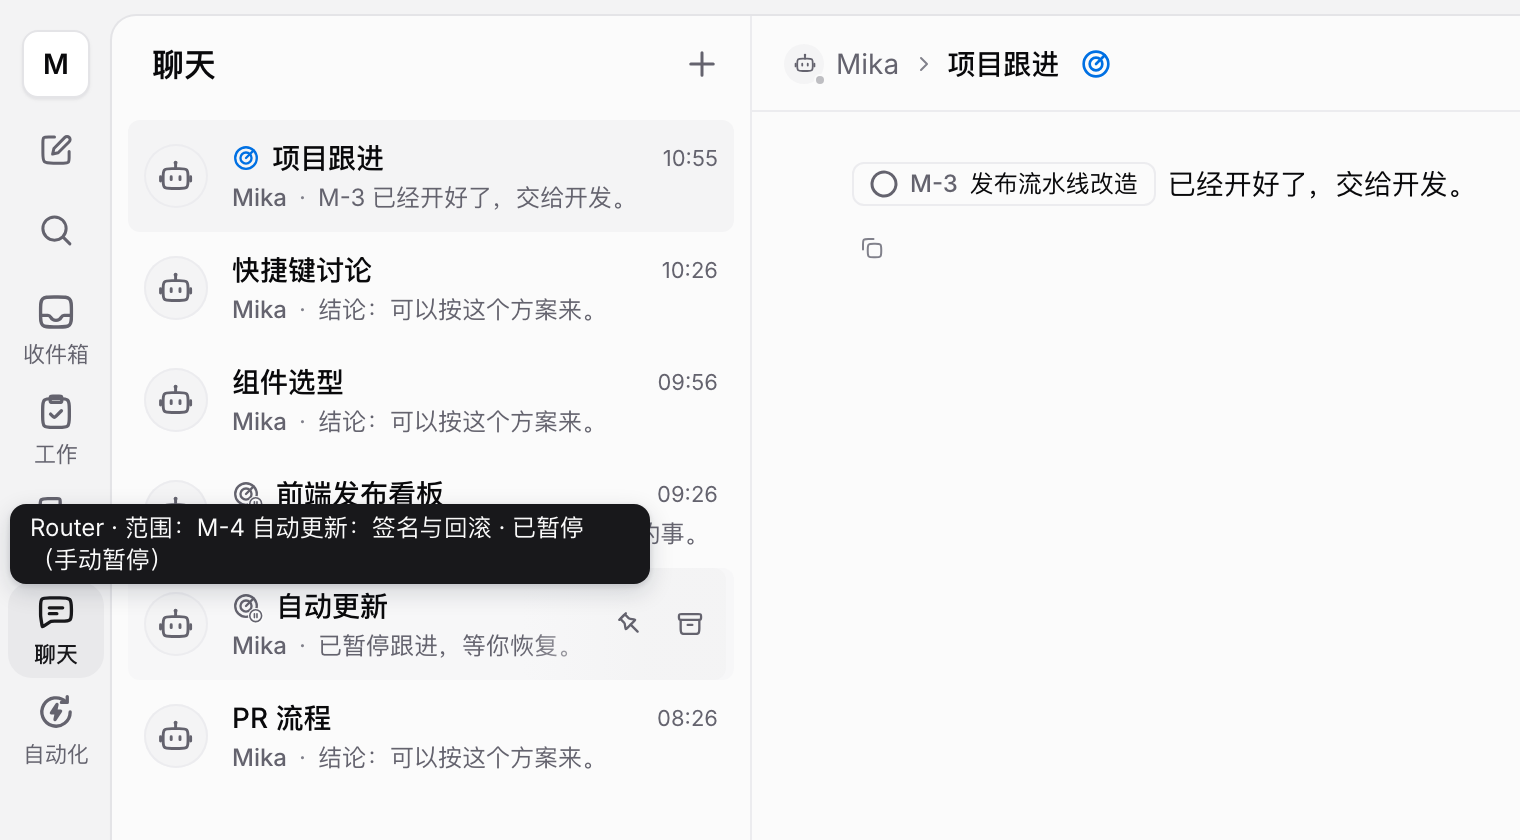 M
收件箱
工作
聊天
自动化
聊天
项目跟进
10:55
Mika · M-3 已经开好了，交给开发。
快捷键讨论
10:26
Mika · 结论：可以按这个方案来。
组件选型
09:56
Mika · 结论：可以按这个方案来。
前端发布看板
09:26
的事。
Router · 范围：M-4 自动更新：签名与回滚 · 已暂停
（手动暂停）
自动更新
Mika · 已暂停跟进，等你恢复。
PR 流程
08:26
Mika · 结论：可以按这个方案来。
Mika › 项目跟进
M-3 发布流水线改造 已经开好了，交给开发。